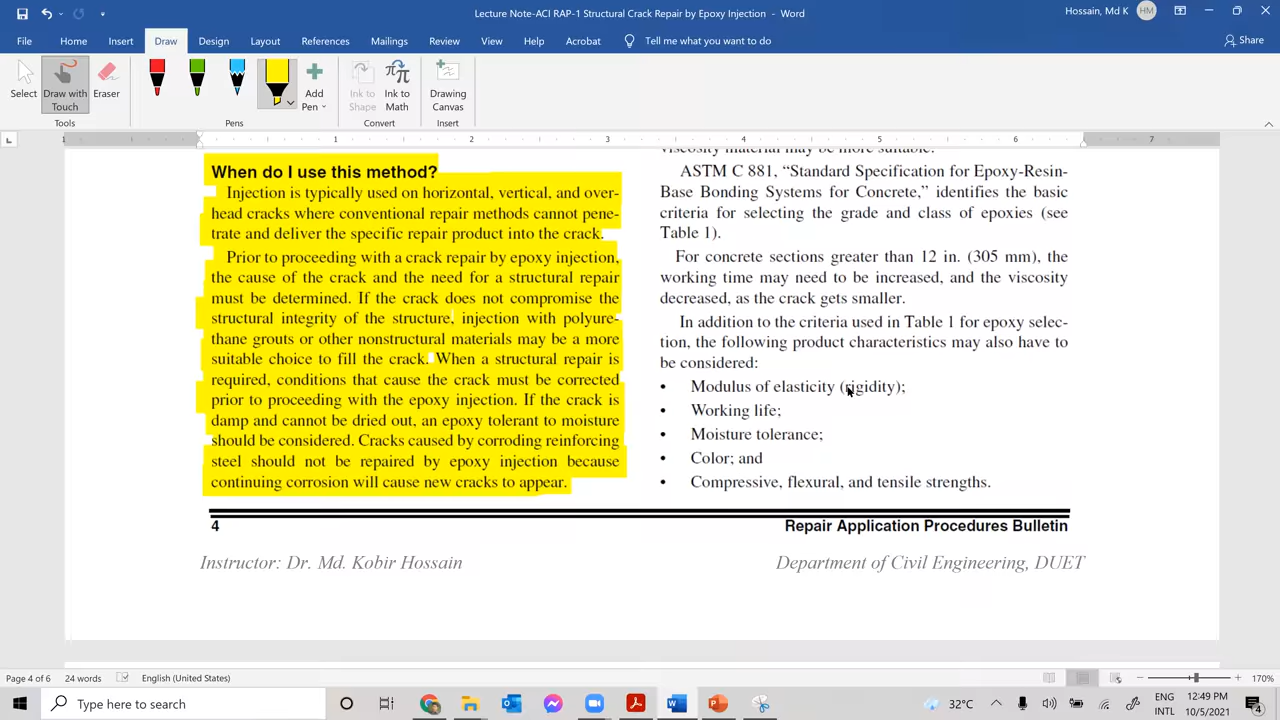 Lecture Note-ACI RAP-1 Structural Crack Repair by Epoxy Injection - Word
Hossain, Md K
HM
File Home Insert Draw Design Layout References Mailings Review View Help Acrobat Tell me what you want to do
Share
Select
Draw with Touch
Eraser
Add Pen
Ink to Shape
Ink to Math
Drawing Canvas
Tools
Pens
Convert
Insert
1 1 2 3 4 5 6 7
When do I use this method?
Injection is typically used on horizontal, vertical, and over-
head cracks where conventional repair methods cannot pene-
trate and deliver the specific repair product into the crack.
Prior to proceeding with a crack repair by epoxy injection,
the cause of the crack and the need for a structural repair
must be determined. If the crack does not compromise the
structural integrity of the structure, injection with polyure-
thane grouts or other nonstructural materials may be a more
suitable choice to fill the crack. When a structural repair is
required, conditions that cause the crack must be corrected
prior to proceeding with the epoxy injection. If the crack is
damp and cannot be dried out, an epoxy tolerant to moisture
should be considered. Cracks caused by corroding reinforcing
steel should not be repaired by epoxy injection because
continuing corrosion will cause new cracks to appear.
viscosity material may be more suitable.
ASTM C 881, “Standard Specification for Epoxy-Resin-
Base Bonding Systems for Concrete,” identifies the basic
criteria for selecting the grade and class of epoxies (see
Table 1).
For concrete sections greater than 12 in. (305 mm), the
working time may need to be increased, and the viscosity
decreased, as the crack gets smaller.
In addition to the criteria used in Table 1 for epoxy selec-
tion, the following product characteristics may also have to
be considered:
• Modulus of elasticity (rigidity);
• Working life;
• Moisture tolerance;
• Color; and
• Compressive, flexural, and tensile strengths.
4
Repair Application Procedures Bulletin
Instructor: Dr. Md. Kobir Hossain
Department of Civil Engineering, DUET
Page 4 of 6 24 words English (United States)
170%
Type here to search
32°C
ENG
INTL
12:49 PM
10/5/2021
4